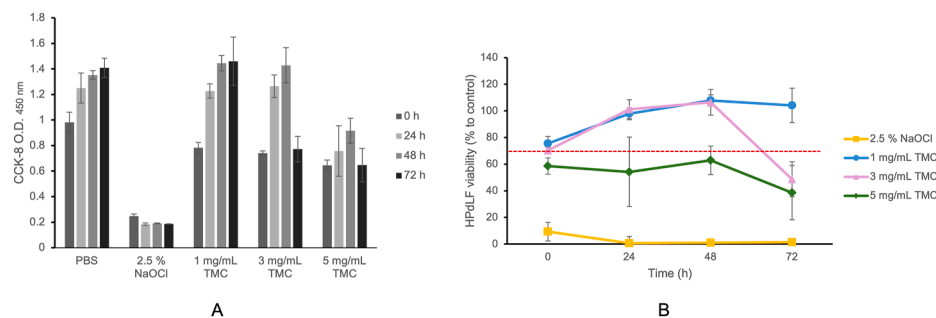 1.8
1.6
1.4
1.2
1
0.8
0.6
0.4
0.2
0
CCK-8 O.D. 450 nm
PBS
2.5 %
NaOCl
1 mg/mL
TMC
3 mg/mL
TMC
5 mg/mL
TMC
0 h
24 h
48 h
72 h
A
140
120
100
80
60
40
20
0
HPdLF viability (% to control)
0
24
48
72
Time (h)
2.5 % NaOCl
1 mg/mL TMC
3 mg/mL TMC
5 mg/mL TMC
B